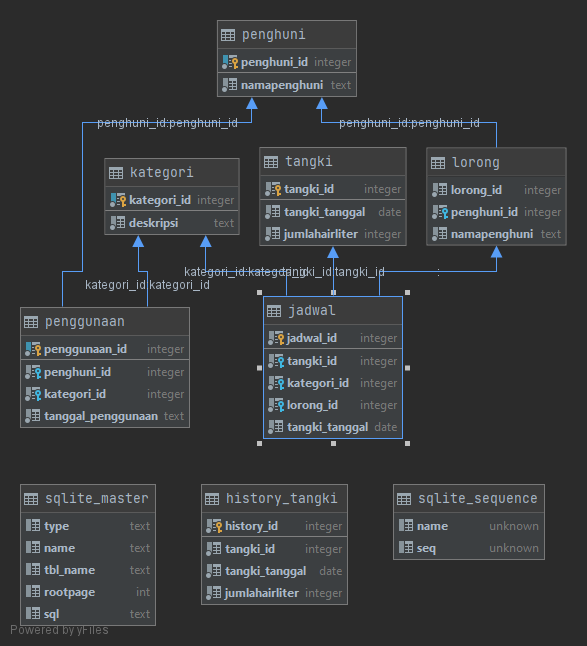 penghuni
penghuni_id integer
namapenghuni text
penghuni_id:penghuni_id
penghuni_id:penghuni_id
kategori
kategori_id integer
deskripsi text
tangki
tangki_id integer
tangki_tanggal date
jumlahairliter integer
lorong
lorong_id integer
penghuni_id integer
namapenghuni text
kategori_id:kategori_id
tangki_id:tangki_id
:
kategori_id:kategori_id
penggunaan
penggunaan_id integer
penghuni_id integer
kategori_id integer
tanggal_penggunaan text
jadwal
jadwal_id integer
tangki_id integer
kategori_id integer
lorong_id integer
tangki_tanggal date
sqlite_master
type text
name text
tbl_name text
rootpage int
sql text
history_tangki
history_id integer
tangki_id integer
tangki_tanggal date
jumlahairliter integer
sqlite_sequence
name unknown
seq unknown
Powered by yFiles